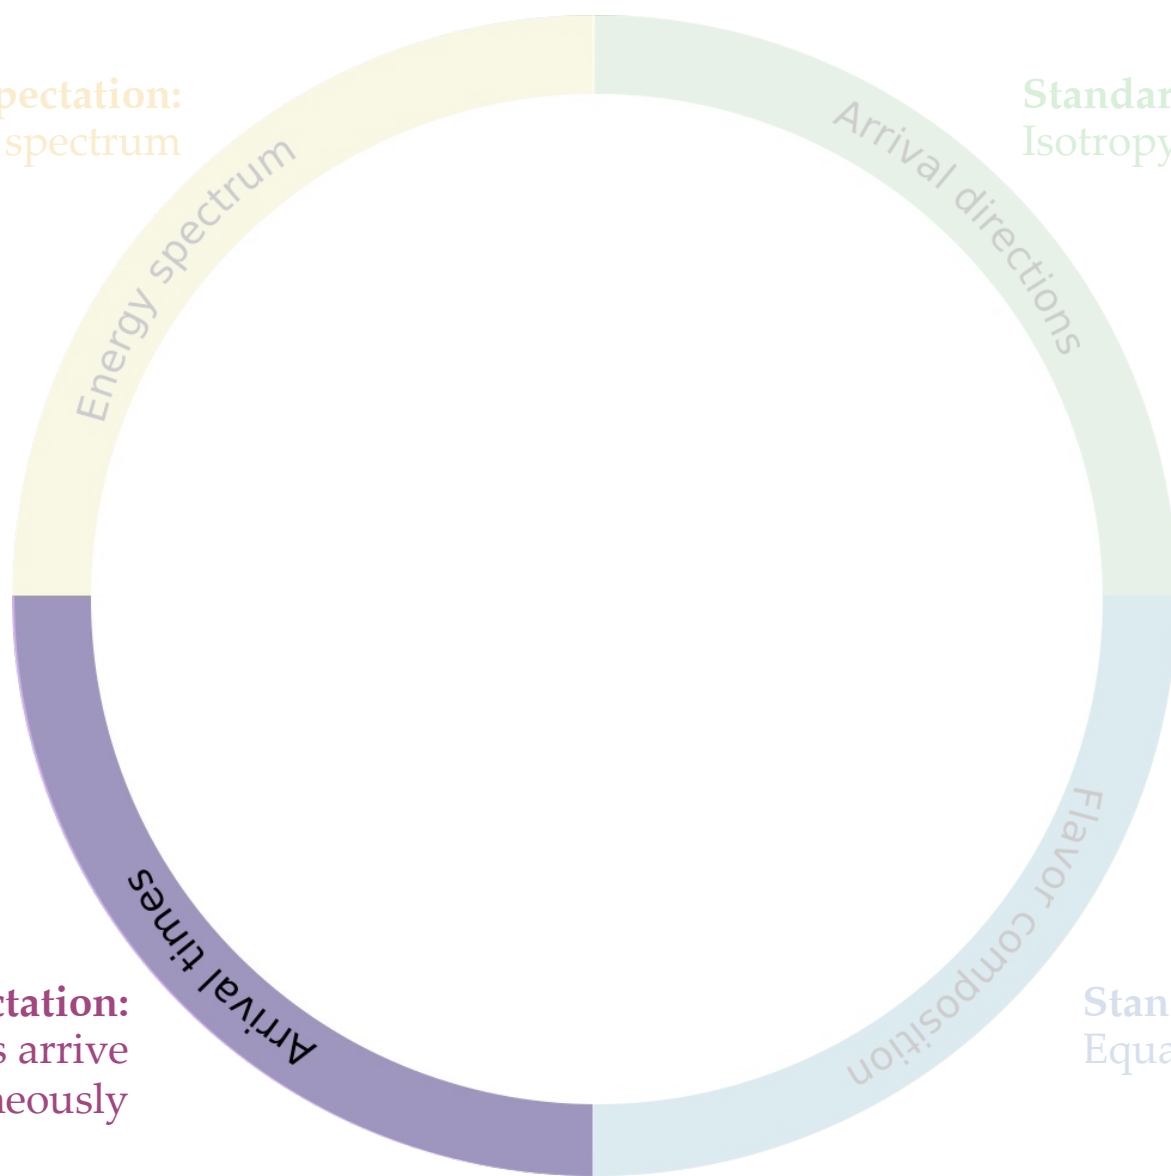 pectation:
spectrum
Standar
Isotropy
Energy spectrum
Arrival directions
Arrival times
Flavor composition
ctation:
s arrive
neously
Stan
Equa